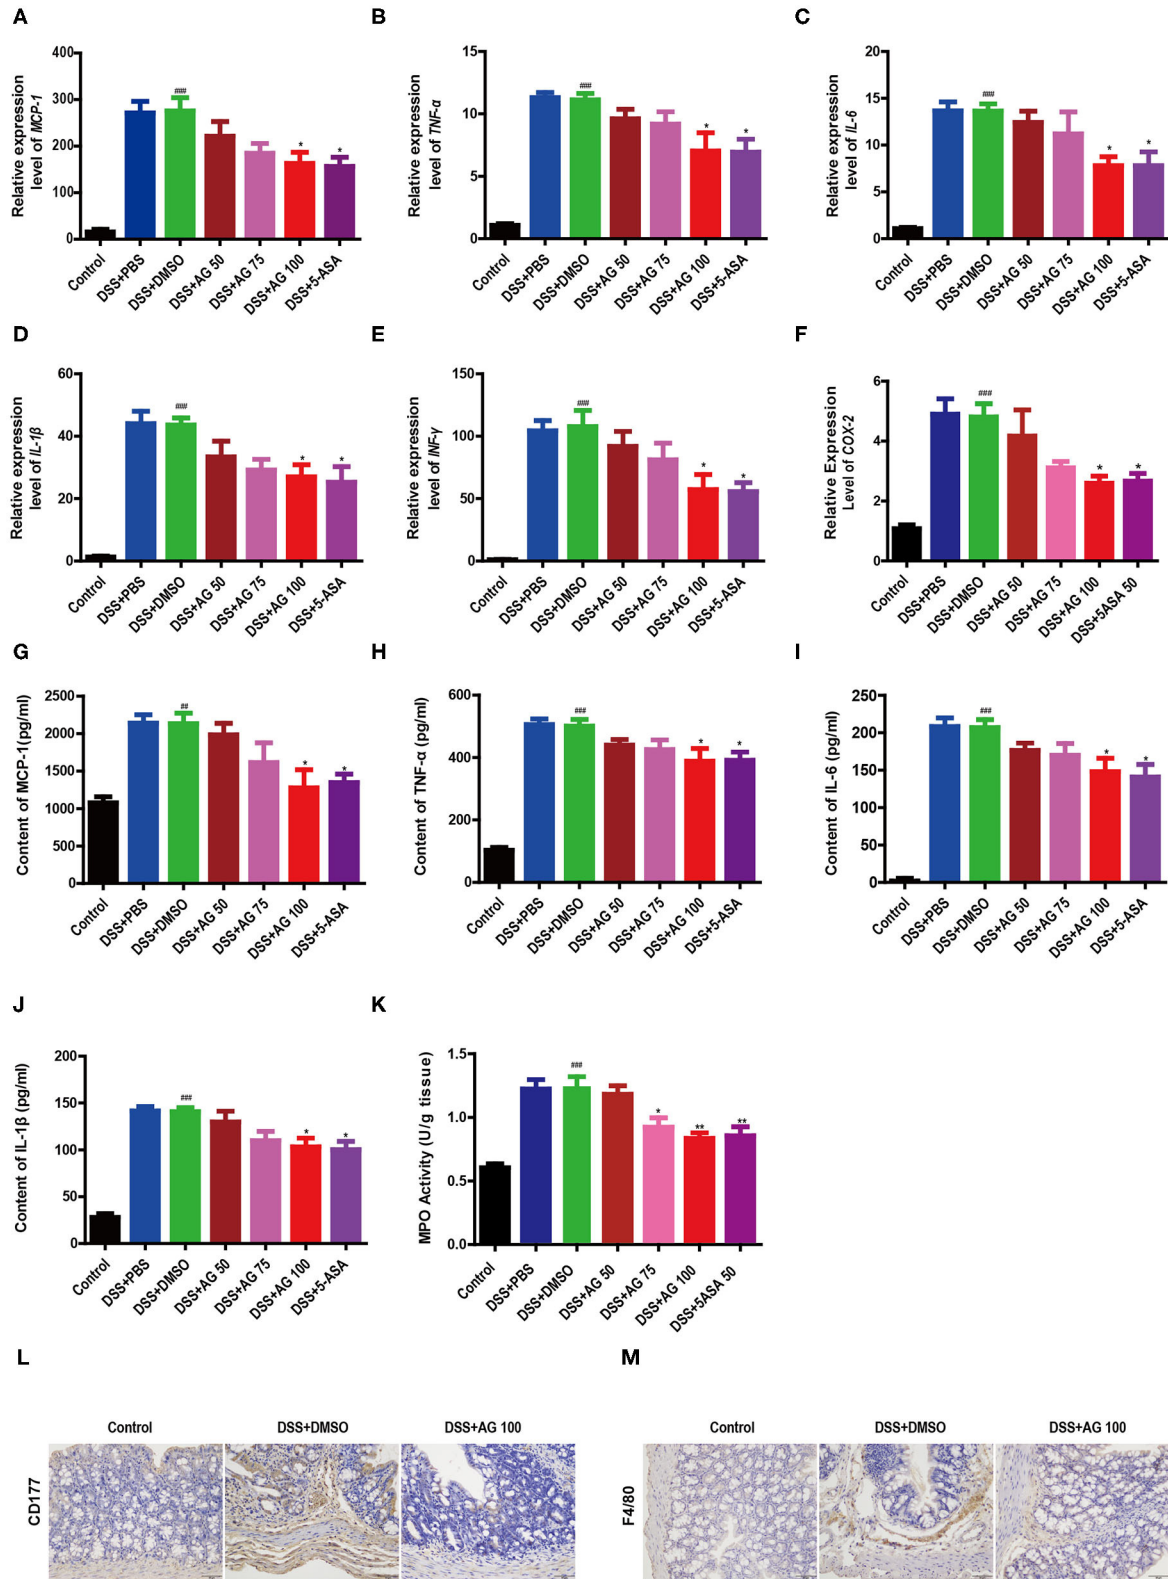 A
Relative expression
level of MCP-1
400
300
200
100
0
###
*
*
Control
DSS+PBS
DSS+DMSO
DSS+AG 50
DSS+AG 75
DSS+AG 100
DSS+5-ASA
B
Relative expression
level of TNF-α
15
10
5
0
###
*
*
Control
DSS+PBS
DSS+DMSO
DSS+AG 50
DSS+AG 75
DSS+AG 100
DSS+5-ASA
C
Relative expression
level of IL-6
20
15
10
5
0
###
*
*
Control
DSS+PBS
DSS+DMSO
DSS+AG 50
DSS+AG 75
DSS+AG 100
DSS+5-ASA
D
Relative expression
level of IL-1β
60
40
20
0
###
*
*
Control
DSS+PBS
DSS+DMSO
DSS+AG 50
DSS+AG 75
DSS+AG 100
DSS+5-ASA
E
Relative expression
level of INF-γ
150
100
50
0
###
*
*
Control
DSS+PBS
DSS+DMSO
DSS+AG 50
DSS+AG 75
DSS+AG 100
DSS+5-ASA
F
Relative Expression
Level of COX-2
6
4
2
0
###
*
*
Control
DSS+PBS
DSS+DMSO
DSS+AG 50
DSS+AG 75
DSS+AG 100
DSS+5ASA 50
G
Content of MCP-1(pg/ml)
2500
2000
1500
1000
500
0
##
*
*
Control
DSS+PBS
DSS+DMSO
DSS+AG 50
DSS+AG 75
DSS+AG 100
DSS+5-ASA
H
Content of TNF-α (pg/ml)
600
400
200
0
###
*
*
Control
DSS+PBS
DSS+DMSO
DSS+AG 50
DSS+AG 75
DSS+AG 100
DSS+5-ASA
I
Content of IL-6 (pg/ml)
250
200
150
100
50
0
###
*
*
Control
DSS+PBS
DSS+DMSO
DSS+AG 50
DSS+AG 75
DSS+AG 100
DSS+5-ASA
J
Content of IL-1β (pg/ml)
200
150
100
50
0
###
*
*
Control
DSS+PBS
DSS+DMSO
DSS+AG 50
DSS+AG 75
DSS+AG 100
DSS+5-ASA
K
MPO Activity (U/g tissue)
1.5
1.0
0.5
0.0
###
*
**
**
Control
DSS+PBS
DSS+DMSO
DSS+AG 50
DSS+AG 75
DSS+AG 100
DSS+5ASA 50
L
Control
DSS+DMSO
DSS+AG 100
CD177
M
Control
DSS+DMSO
DSS+AG 100
F4/80